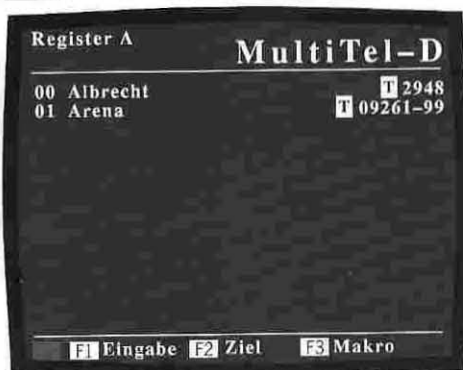 Register A
MultiTel-D
00 Albrecht T 2948
01 Arena T 09261-99
F1 Eingabe F2 Ziel F3 Makro